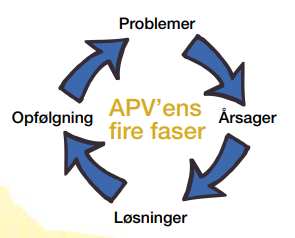 Problemer
Opfølgning
APV'ens
fire faser
Årsager
Løsninger